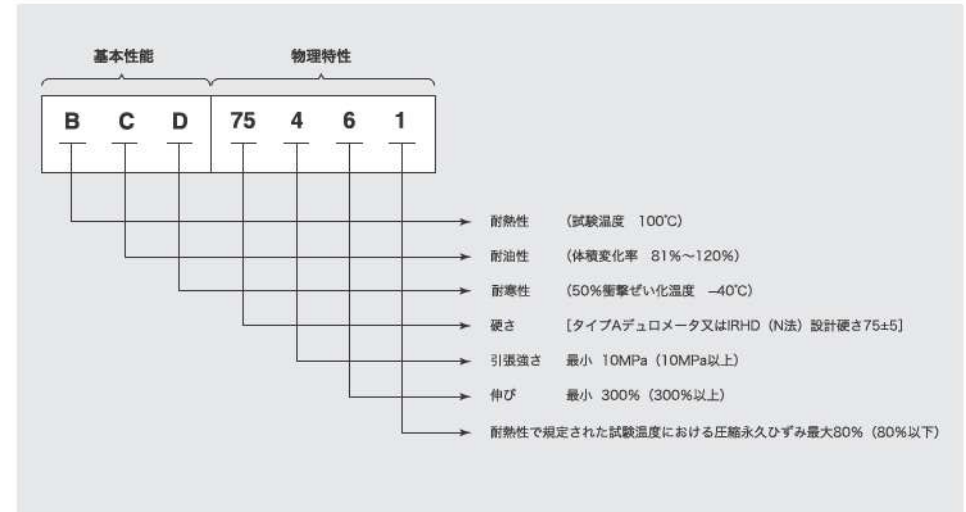 基本性能 物理特性
B C D 75 4 6 1
耐熱性 (試験温度 100℃)
耐油性 (体積変化率 81%～120%)
耐寒性 (50%衝撃ぜい化温度 –40℃)
硬さ [タイプAデュロメータ又はIRHD (N法) 設計硬さ75±5]
引張強さ 最小 10MPa (10MPa以上)
伸び 最小 300% (300%以上)
耐熱性で規定された試験温度における圧縮永久ひずみ最大80% (80%以下)